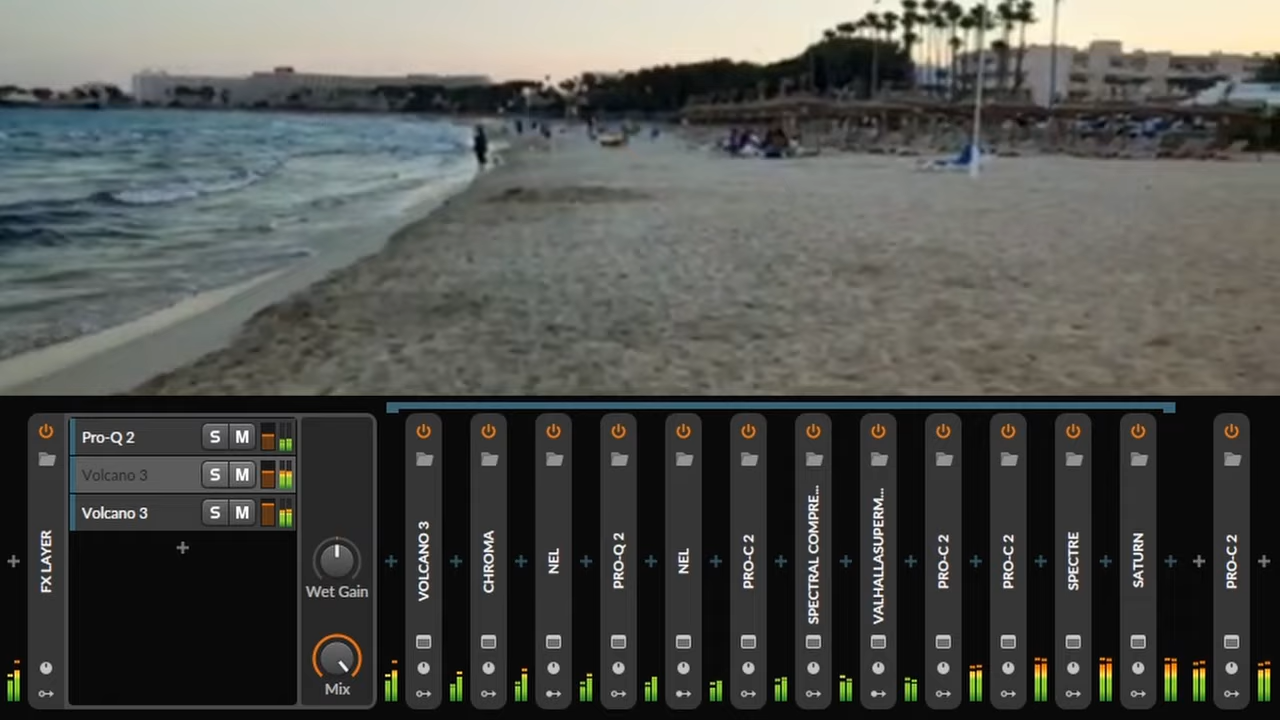 FX LAYER
Pro-Q 2 S M
Volcano 3 S M
Volcano 3 S M
Wet Gain
Mix
VOLCANO 3
CHROMA
NEL
PRO-Q 2
NEL
PRO-C 2
SPECTRAL COMPRE...
VALHALLASUPERM...
PRO-C 2
PRO-C 2
SPECTRE
SATURN
PRO-C 2